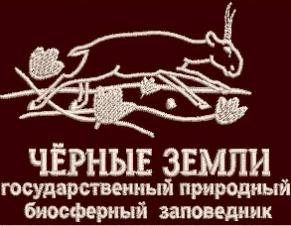 ЧЁРНЫЕ ЗЕМЛИ
государственный природный
биосферный заповедник